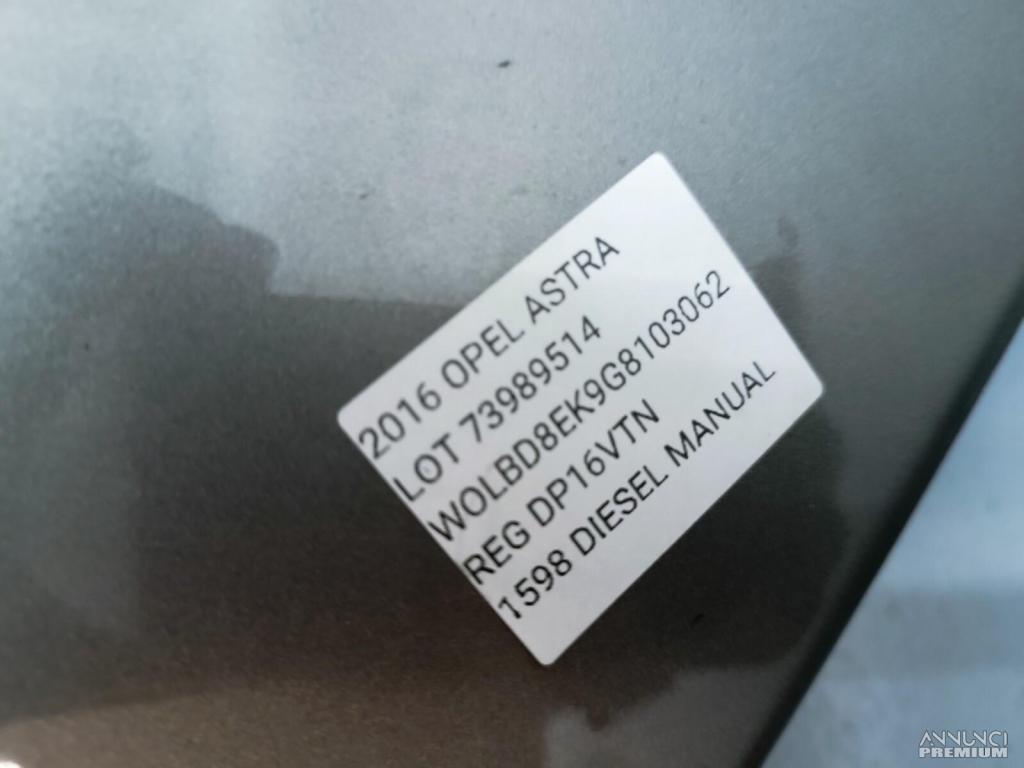 2016 OPEL ASTRA
LOT 73989514
WOLBD8EK9G8103062
REG DP16VTN
1598 DIESEL MANUAL
ANNUNCI
PREMIUM